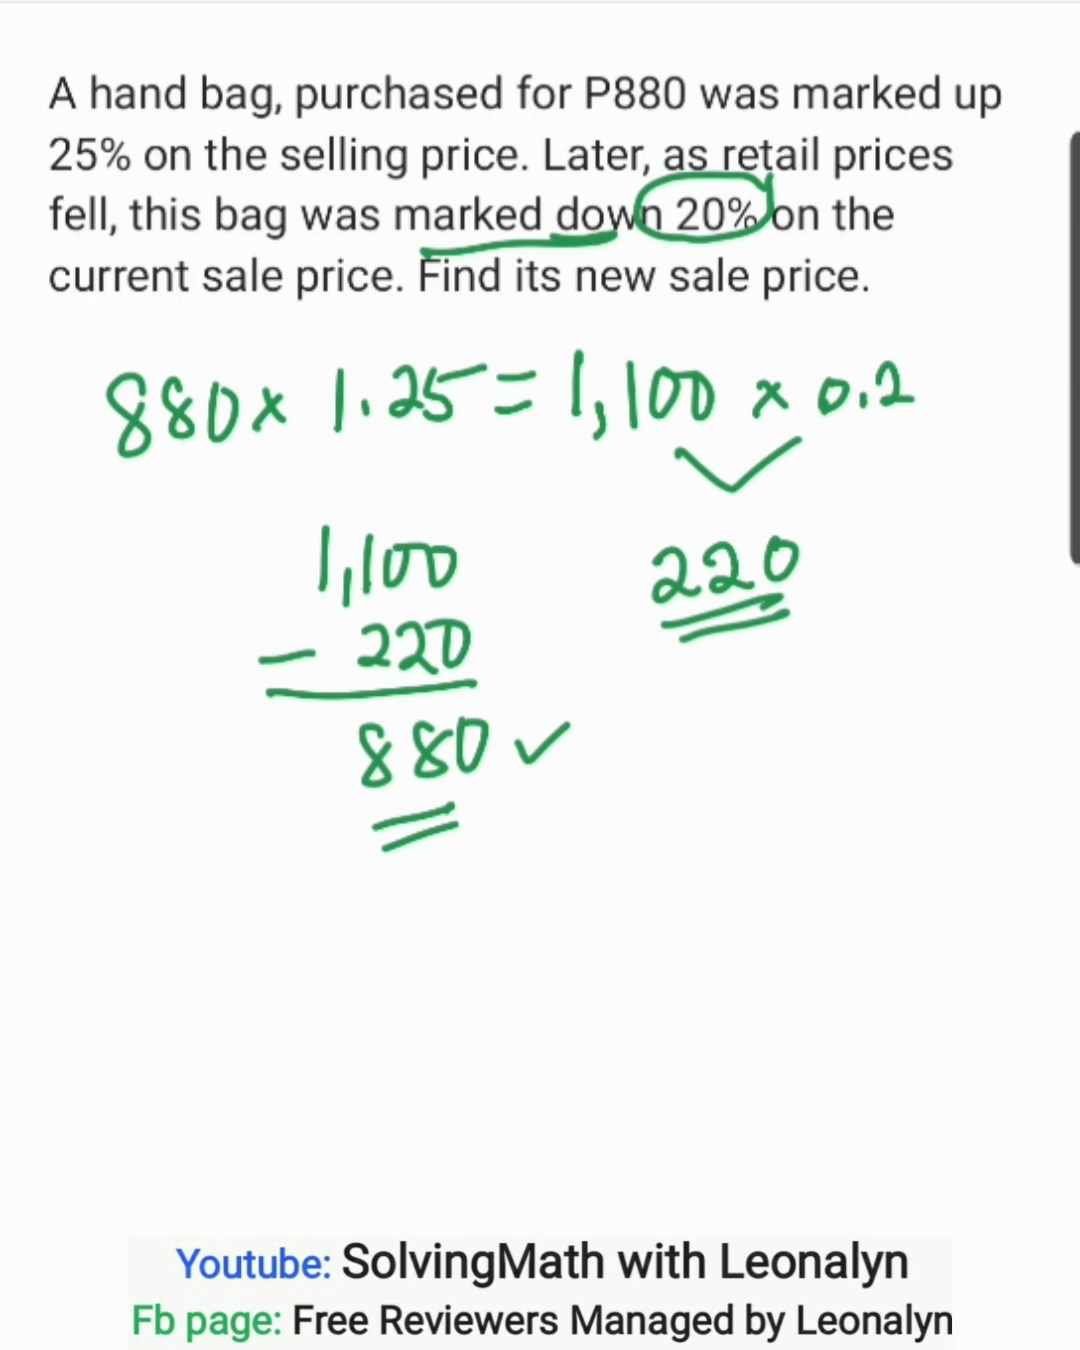 A hand bag, purchased for P880 was marked up
25% on the selling price. Later, as retail prices
fell, this bag was marked down 20% on the
current sale price. Find its new sale price.
880 x 1.25 = 1,100 x 0.2
1,100
220
- 220
880 ✓
Youtube: SolvingMath with Leonalyn
Fb page: Free Reviewers Managed by Leonalyn